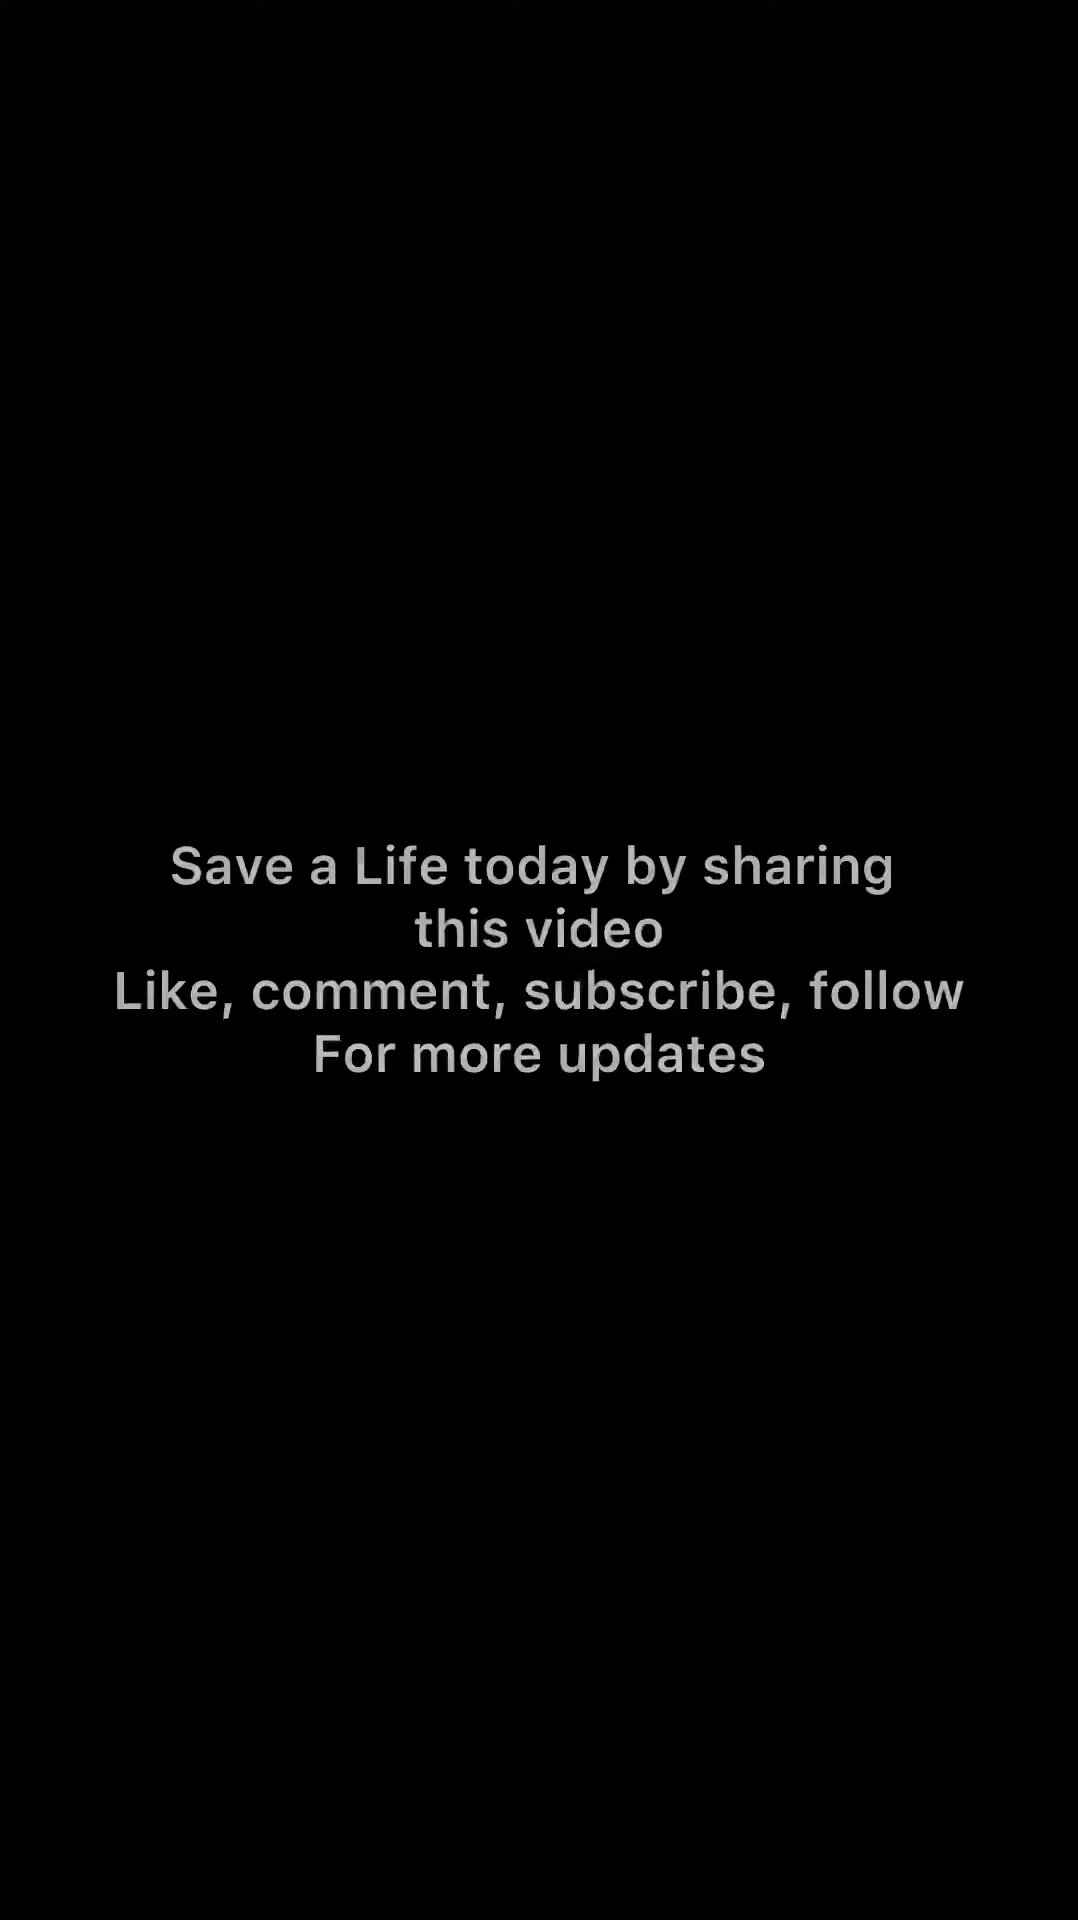 Save a Life today by sharing
this video
Like, comment, subscribe, follow
For more updates